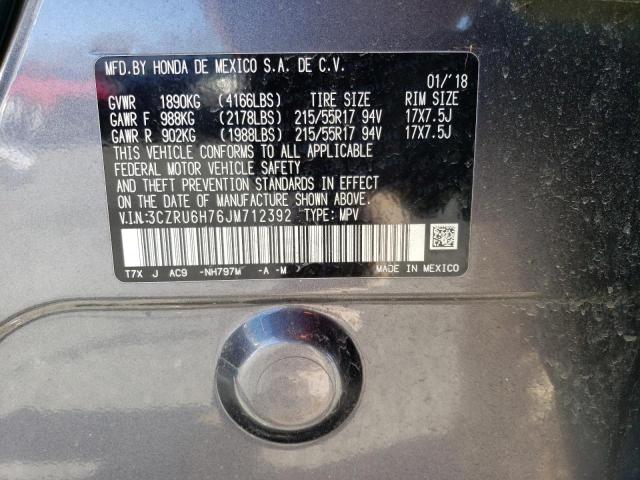 MFD.BY HONDA DE MEXICO S.A. DE C.V.
01/'18
GVWR 1890KG (4166LBS) TIRE SIZE RIM SIZE
GAWR F 988KG (2178LBS) 215/55R17 94V 17X7.5J
GAWR R 902KG (1988LBS) 215/55R17 94V 17X7.5J
THIS VEHICLE CONFORMS TO ALL APPLICABLE
FEDERAL MOTOR VEHICLE SAFETY
AND THEFT PREVENTION STANDARDS IN EFFECT
ON THE DATE OF MANUFACTURE SHOWN ABOVE.
V.IN:3CZRU6H76JM712392 TYPE: MPV
T7X J AC9 -NH797M -A -M MADE IN MEXICO